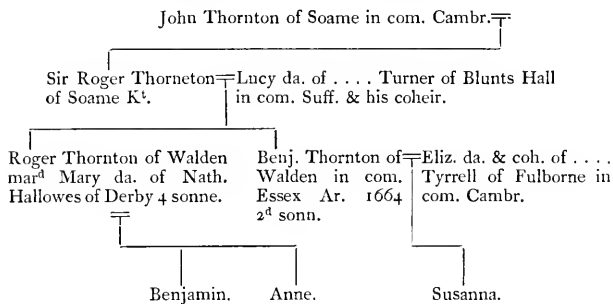 John Thornton of Soame in com. Cambr.
Sir Roger Thorneton
of Soame Kt.
Lucy da. of . . . . Turner of Blunts Hall
in com. Suff. & his coheir.
Roger Thornton of Walden
mard Mary da. of Nath.
Hallowes of Derby 4 sonne.
Benj. Thornton of
Walden in com.
Essex Ar. 1664
2d sonn.
Eliz. da. & coh. of . . . .
Tyrrell of Fulborne in
com. Cambr.
Benjamin.
Anne.
Susanna.